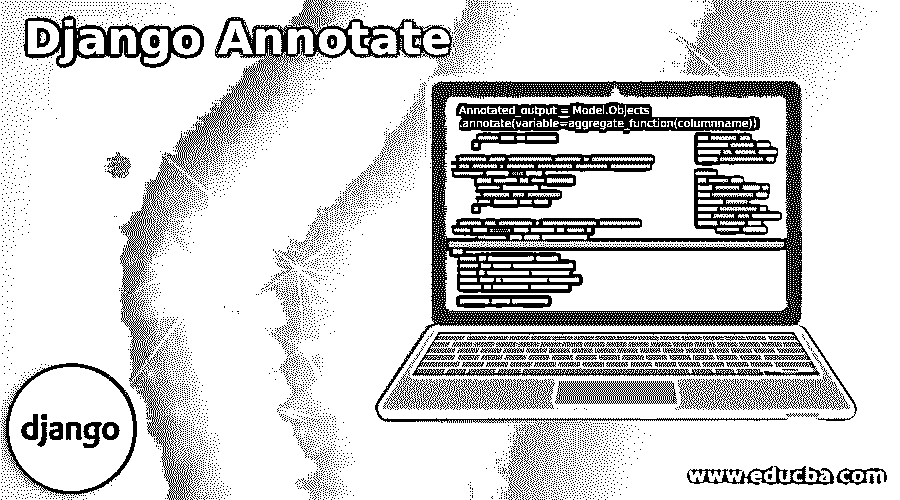 Django Annotate
Annotated_output = Model.Objects
.annotate(variable=aggregate_function(columnname))
django
www.educba.com